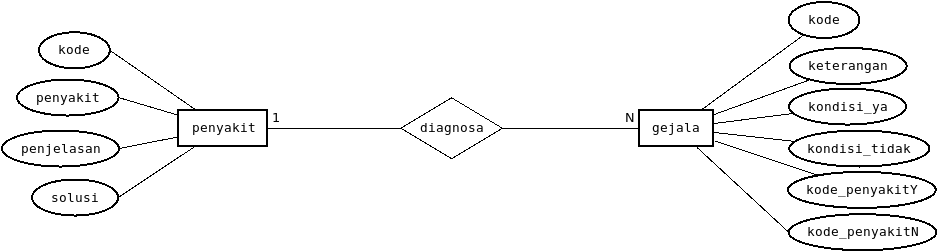 kode
penyakit
penjelasan
solusi
penyakit
1
diagnosa
N
gejala
kode
keterangan
kondisi_ya
kondisi_tidak
kode_penyakitY
kode_penyakitN